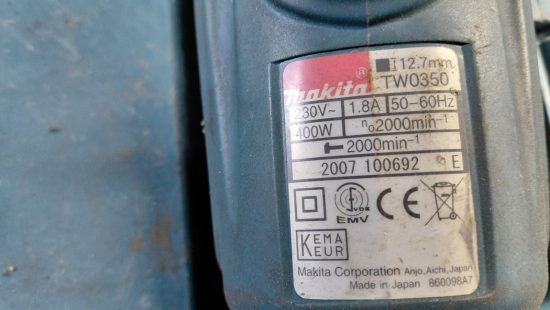 12.7mm
makita® TW0350
230V~ 1.8A 50-60Hz
400W n₀2000min⁻¹
2000min⁻¹
2007 100692 E
VDE
EMV
CE
KEMA
KEUR
Makita Corporation Anjo, Aichi, Japan
Made in Japan 860098A7